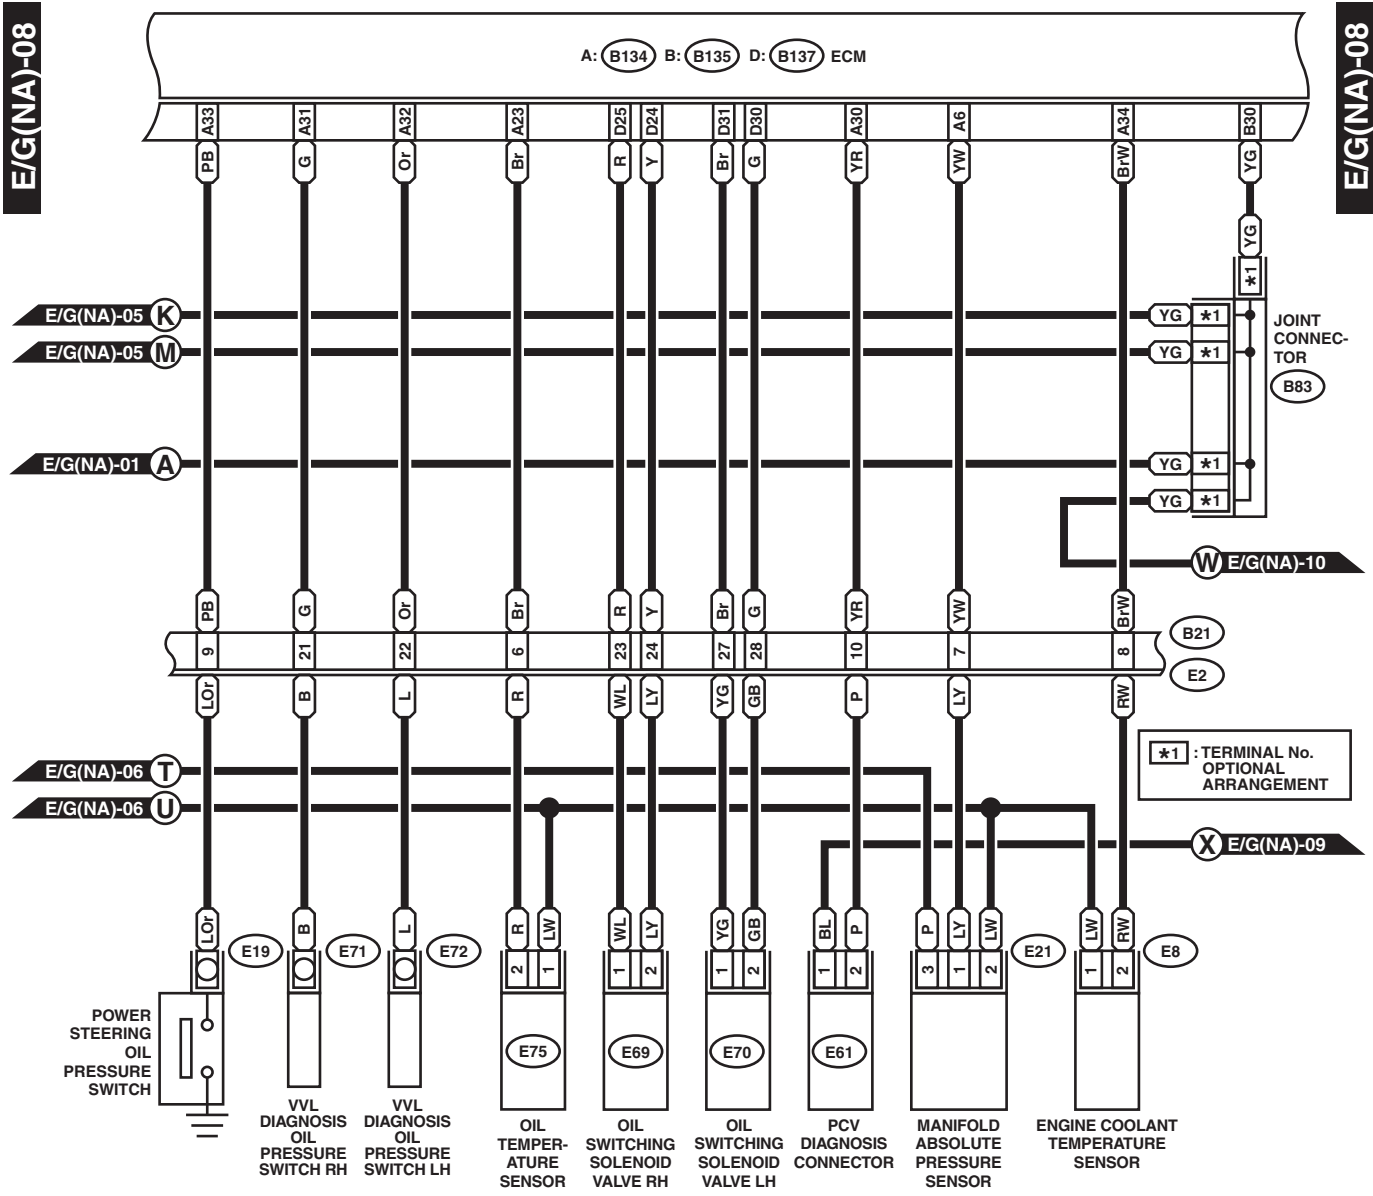 E/G(NA)-08
E/G(NA)-08
A: B134 B: B135 D: B137 ECM
A33 A31 A32 A23 D25 D24 D31 D30 A30 A6 A34 B30
PB G Or Br R Y Br G YR YW BrW YG
YG
*1
E/G(NA)-05 K YG *1
JOINT
CONNEC-
TOR
B83
E/G(NA)-05 M YG *1
E/G(NA)-01 A YG *1
YG *1
W E/G(NA)-10
PB G Or Br R Y Br G YR YW BrW
B21
9 21 22 6 23 24 27 28 10 7 8
E2
LOr B L R WL LY YG GB P LY RW
*1 : TERMINAL No.
OPTIONAL
ARRANGEMENT
E/G(NA)-06 T
E/G(NA)-06 U
X E/G(NA)-09
LOr B L R LW WL LY YG GB BL P P LY LW LW RW
E19 E71 E72 E21 E8
2 1 1 2 1 2 1 2 3 1 2 1 2
POWER
STEERING
OIL
PRESSURE
SWITCH
E75 E69 E70 E61
VVL
DIAGNOSIS
OIL
PRESSURE
SWITCH RH
VVL
DIAGNOSIS
OIL
PRESSURE
SWITCH LH
OIL
TEMPER-
ATURE
SENSOR
OIL
SWITCHING
SOLENOID
VALVE RH
OIL
SWITCHING
SOLENOID
VALVE LH
PCV
DIAGNOSIS
CONNECTOR
MANIFOLD
ABSOLUTE
PRESSURE
SENSOR
ENGINE COOLANT
TEMPERATURE
SENSOR